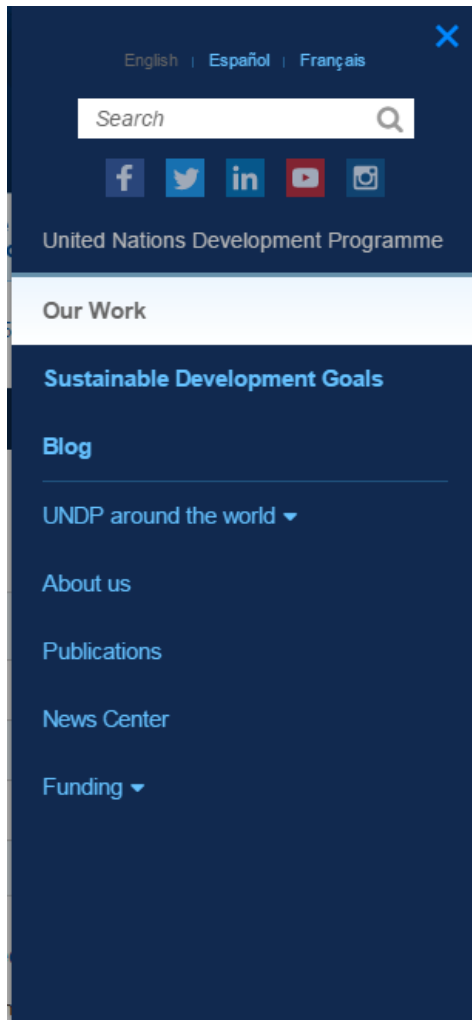 English | Español | Français
Search
United Nations Development Programme
Our Work
Sustainable Development Goals
Blog
UNDP around the world
About us
Publications
News Center
Funding